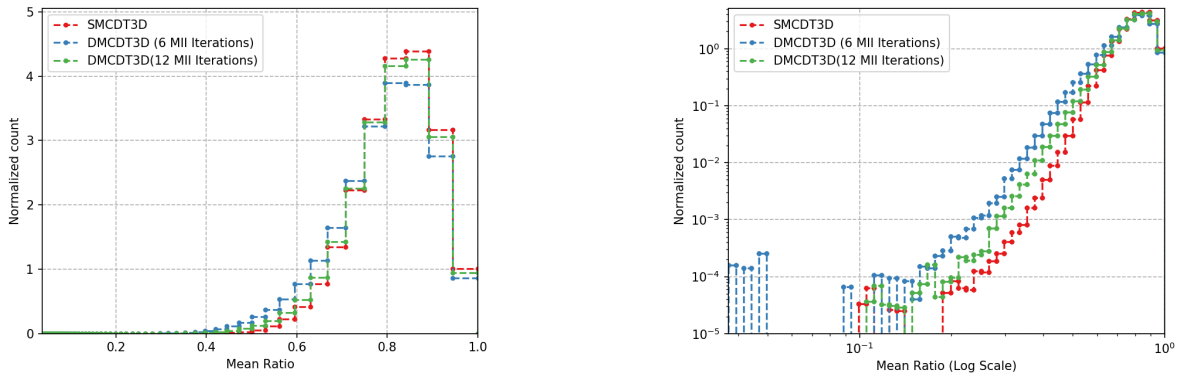 5
4
3
2
1
0
Normalized count
SMCDT3D
DMCDT3D (6 MII Iterations)
DMCDT3D(12 MII Iterations)
0.2
0.4
0.6
0.8
1.0
Mean Ratio
10⁰
10⁻¹
10⁻²
10⁻³
10⁻⁴
10⁻⁵
Normalized count
SMCDT3D
DMCDT3D (6 MII Iterations)
DMCDT3D(12 MII Iterations)
10⁻¹
10⁰
Mean Ratio (Log Scale)